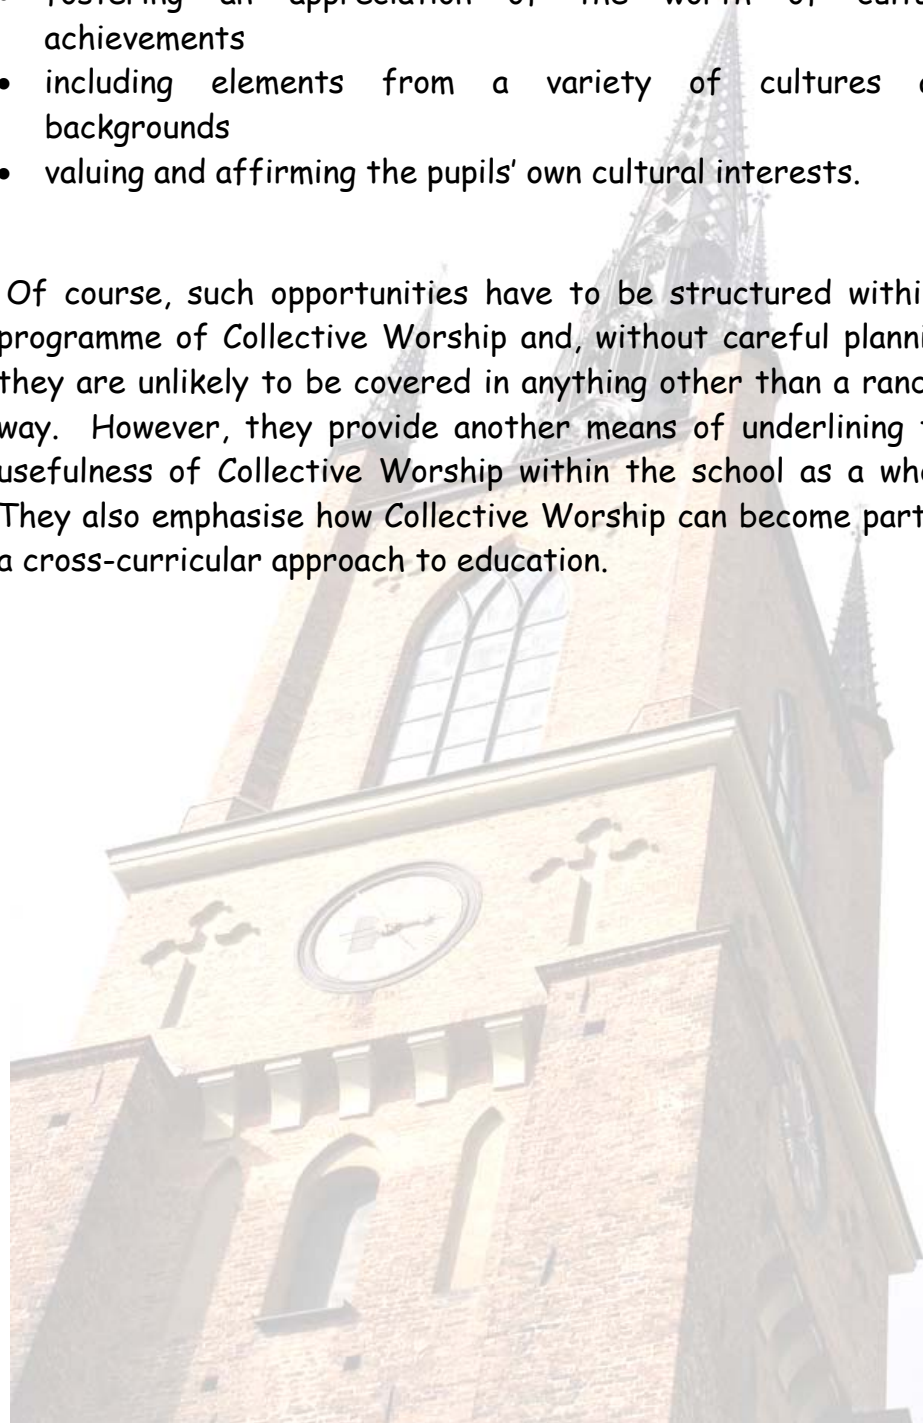 fostering an appreciation of the worth of
achievements
• including elements from a variety of cultures
backgrounds
• valuing and affirming the pupils’ own cultural interests.
Of course, such opportunities have to be structured
programme of Collective Worship and, without careful
they are unlikely to be covered in anything other than a
way. However, they provide another means of underlining
usefulness of Collective Worship within the school as a
They also emphasise how Collective Worship can become part
a cross-curricular approach to education.